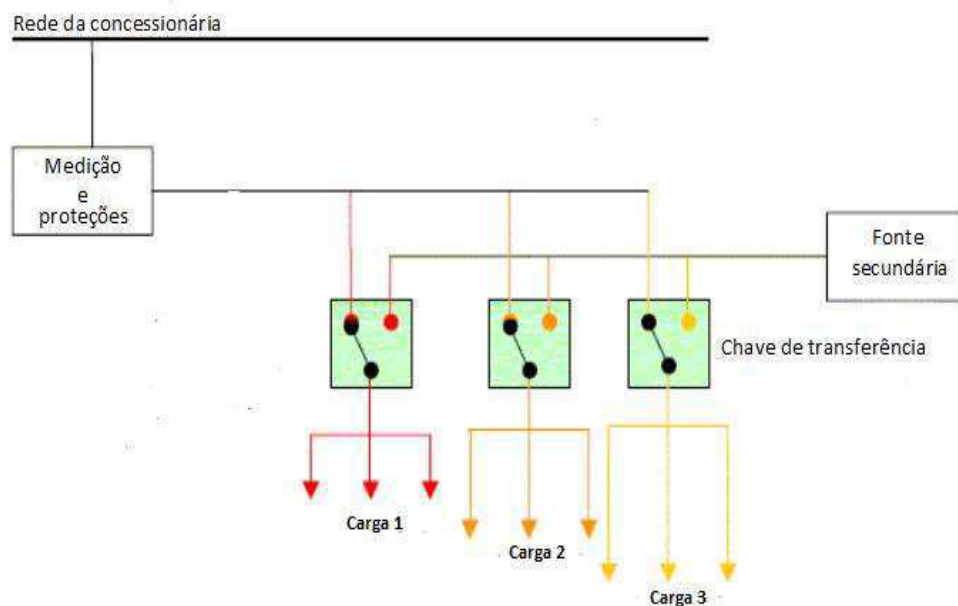 Rede da concessionária
Medição
e
proteções
Fonte
secundária
Chave de transferência
Carga 1
Carga 2
Carga 3